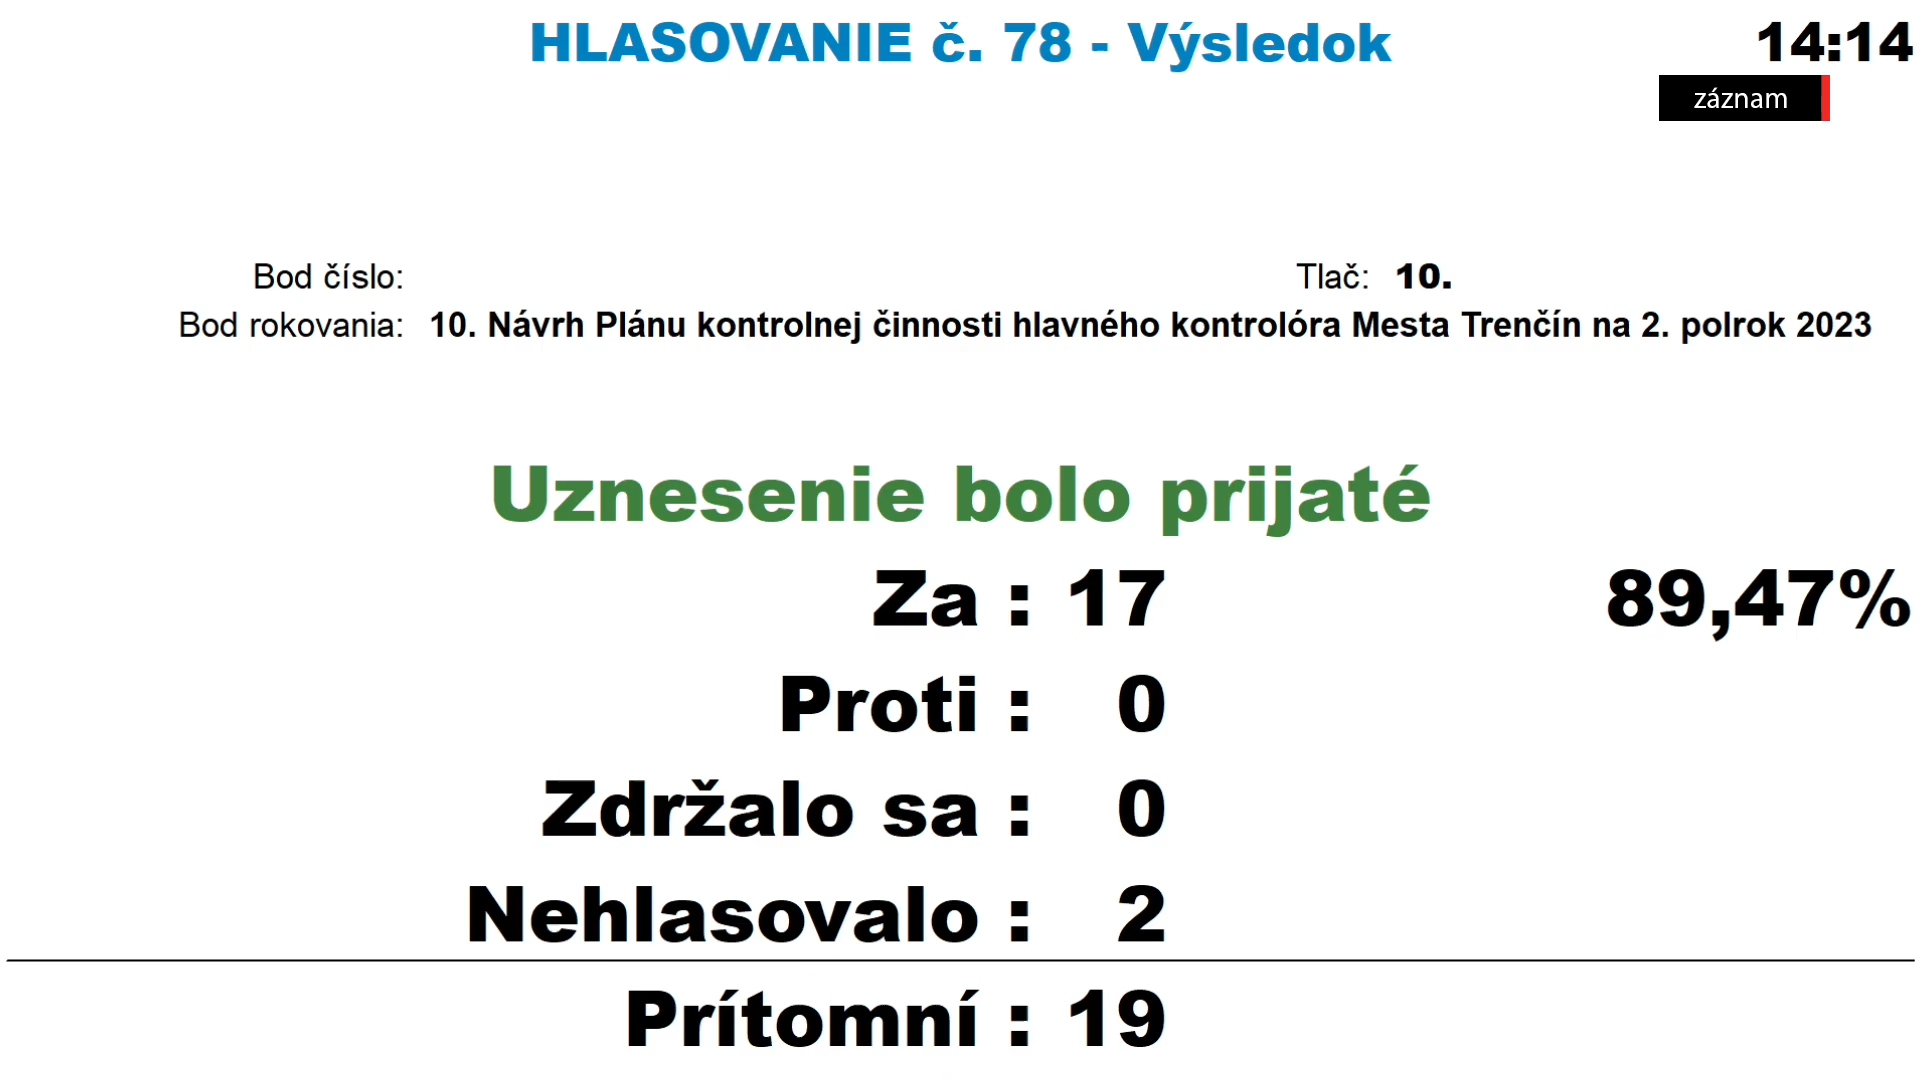 HLASOVANIE č. 78 - Výsledok
14:14
záznam
Bod číslo:
Tlač: 10.
Bod rokovania: 10. Návrh Plánu kontrolnej činnosti hlavného kontrolóra Mesta Trenčín na 2. polrok 2023
Uznesenie bolo prijaté
Za : 17 89,47%
Proti : 0
Zdržalo sa : 0
Nehlasovalo : 2
Prítomní : 19